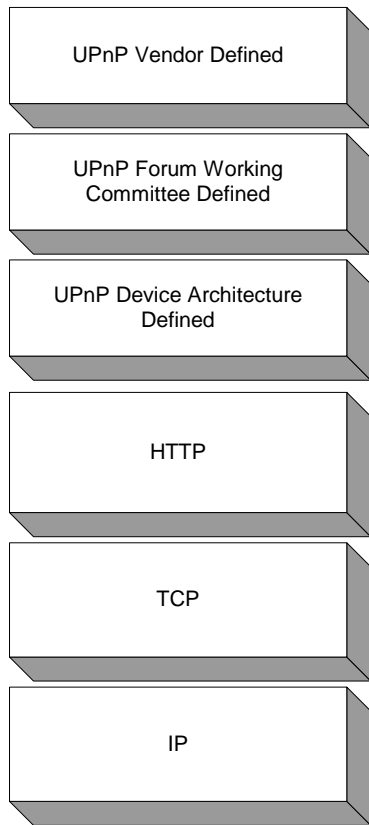 UPnP Vendor Defined
UPnP Forum Working
Committee Defined
UPnP Device Architecture
Defined
HTTP
TCP
IP